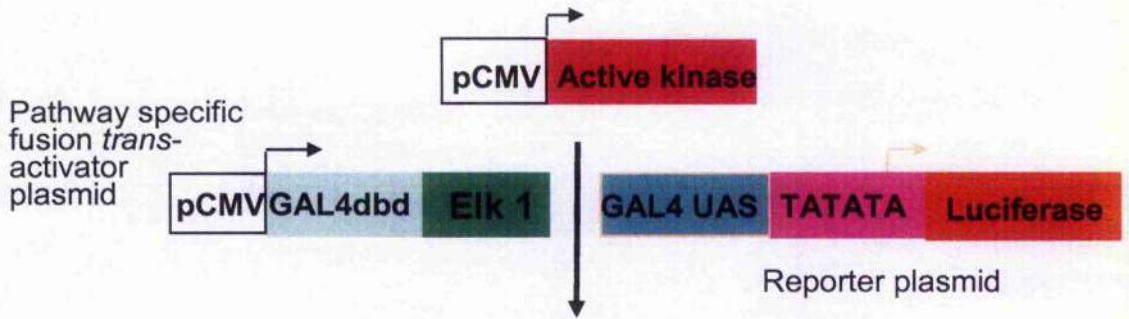 pCMV Active kinase
Pathway specific
fusion trans-
activator
plasmid
pCMV GAL4dbd Elk 1
GAL4 UAS TATATA Luciferase
Reporter plasmid